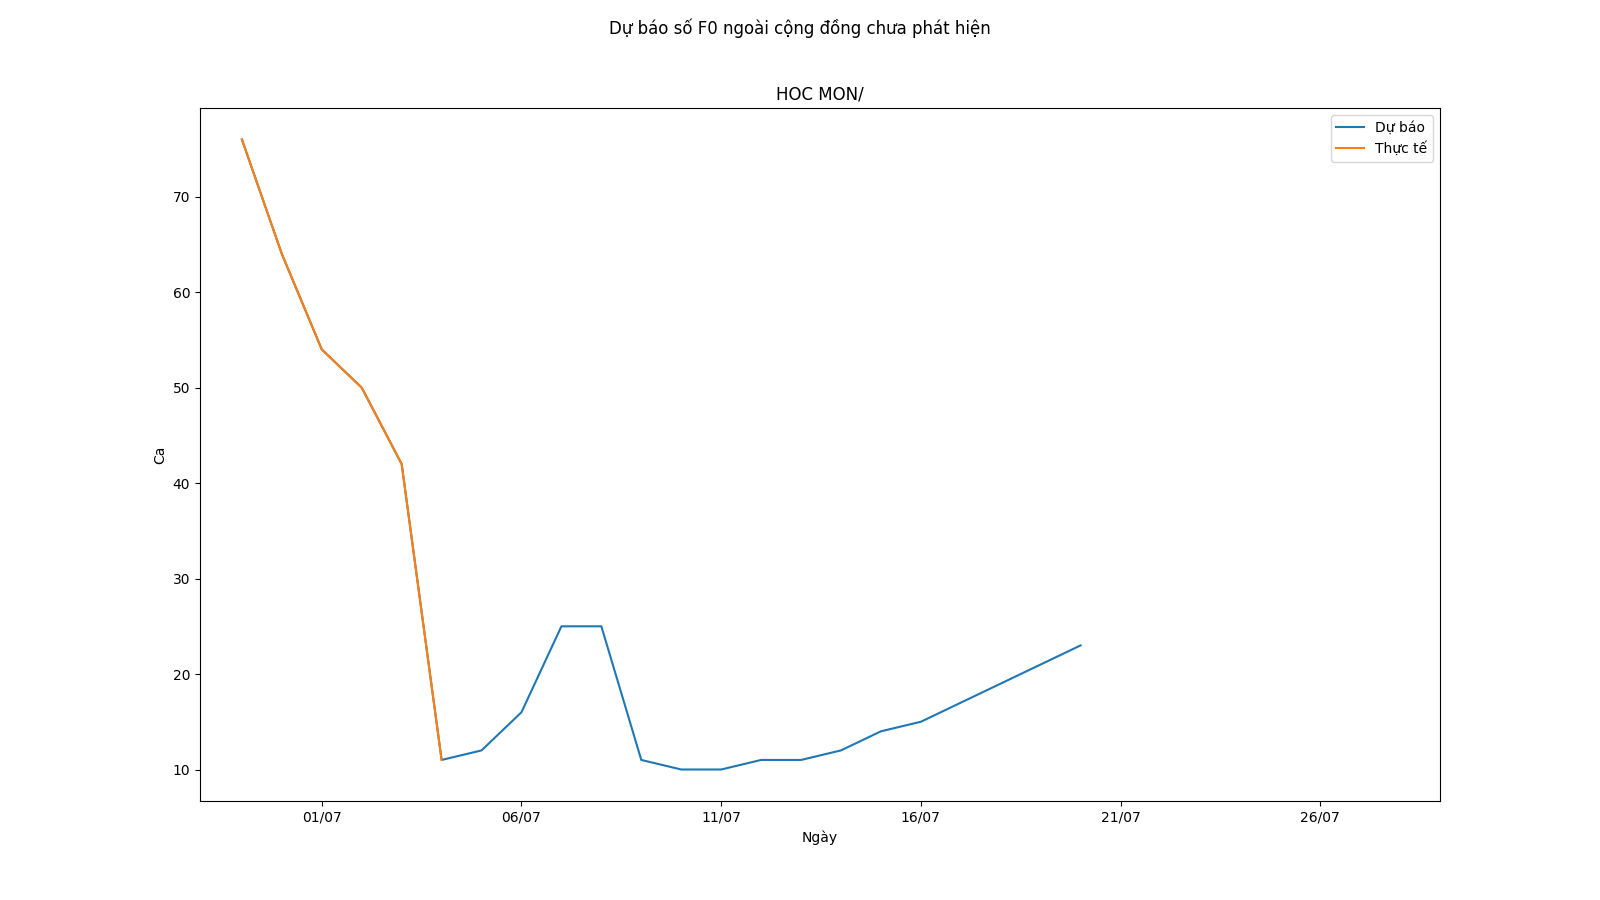 Dự báo số F0 ngoài cộng đồng chưa phát hiện
HOC MON/
Dự báo
Thực tế
70
60
50
40
30
20
10
Ca
01/07
06/07
11/07
16/07
21/07
26/07
Ngày